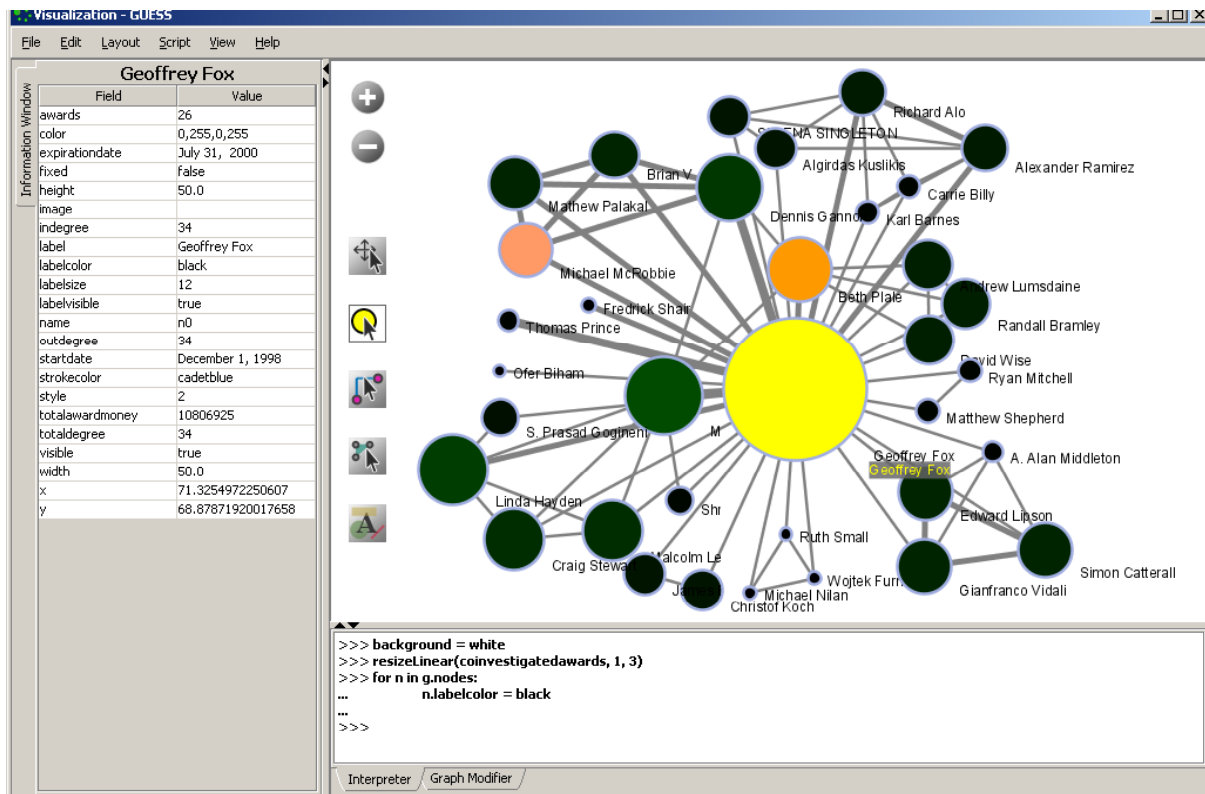 Visualization - GUESS
File Edit Layout Script View Help
Information Window
Geoffrey Fox
Field Value
awards 26
color 0,255,0,255
expirationdate July 31, 2000
fixed false
height 50.0
image
indegree 34
label Geoffrey Fox
labelcolor black
labelsize 12
labelvisible true
name n0
outdegree 34
startdate December 1, 1998
strokecolor cadetblue
style 2
totalawardmoney 10806925
totaldegree 34
visible true
width 50.0
x 71.3254972250607
y 68.87871920017658
Richard Alo
SINGLETON
Algirdas Kuslikis
Alexander Ramirez
Brian V
Carrie Billy
Mathew Palakal
Dennis Ganno
Karl Barnes
Michael McRobbie
Beth Plale
Andrew Lumsdaine
Fredrick Shair
Randall Bramley
Thomas Prince
David Wise
Ofer Biham
Ryan Mitchell
Matthew Shepherd
S. Prasad Gogineni
M
Geoffrey Fox
Geoffrey Fox
A. Alan Middleton
Linda Hayden
Shr
Edward Lipson
Ruth Small
Craig Stewart
Malcolm Le
Simon Catterall
Wojtek Furm
Gianfranco Vidali
James
Michael Nilan
Christof Koch
>>> background = white
>>> resizeLinear(coinvestigatedawards, 1, 3)
>>> for n in g.nodes:
... n.labelcolor = black
...
>>>
Interpreter Graph Modifier